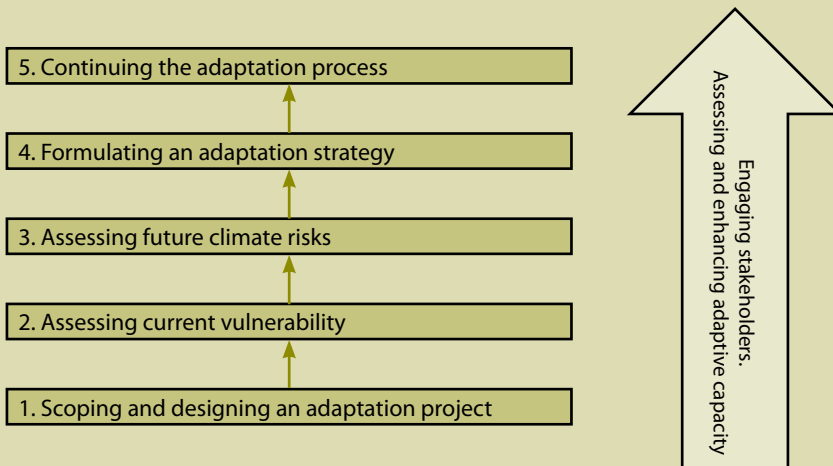 5. Continuing the adaptation process
4. Formulating an adaptation strategy
3. Assessing future climate risks
2. Assessing current vulnerability
1. Scoping and designing an adaptation project
Engaging stakeholders.
Assessing and enhancing adaptive capacity